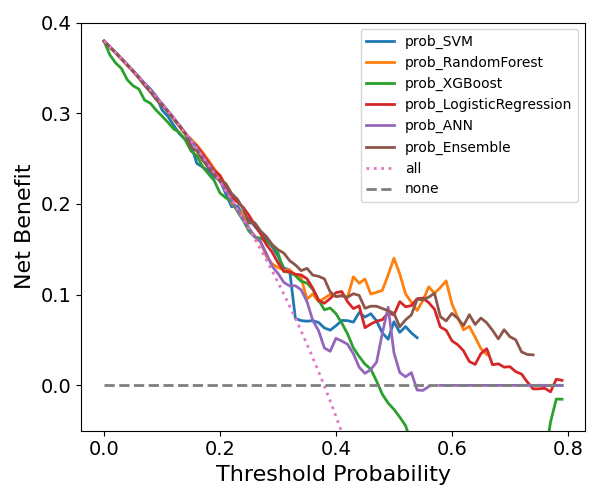 0.4
0.3
0.2
0.1
0.0
Net Benefit
prob_SVM
prob_RandomForest
prob_XGBoost
prob_LogisticRegression
prob_ANN
prob_Ensemble
all
none
0.0 0.2 0.4 0.6 0.8
Threshold Probability